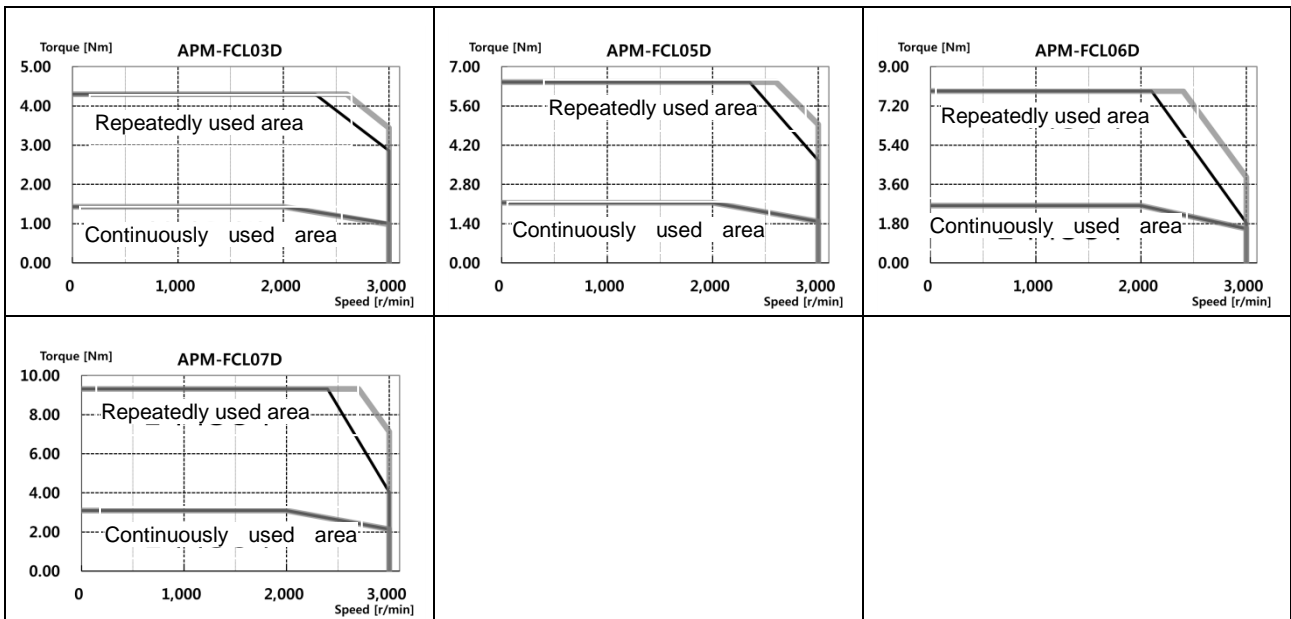 Torque [Nm] APM-FCL03D
5.00
4.00
Repeatedly used area
3.00
2.00
1.00
Continuously used area
0.00
0 1,000 2,000 3,000
Speed [r/min]
Torque [Nm] APM-FCL05D
7.00
5.60
Repeatedly used area
4.20
2.80
1.40
Continuously used area
0.00
0 1,000 2,000 3,000
Speed [r/min]
Torque [Nm] APM-FCL06D
9.00
7.20
Repeatedly used area
5.40
3.60
1.80
Continuously used area
0.00
0 1,000 2,000 3,000
Speed [r/min]
Torque [Nm] APM-FCL07D
10.00
8.00
Repeatedly used area
6.00
4.00
2.00
Continuously used area
0.00
0 1,000 2,000 3,000
Speed [r/min]